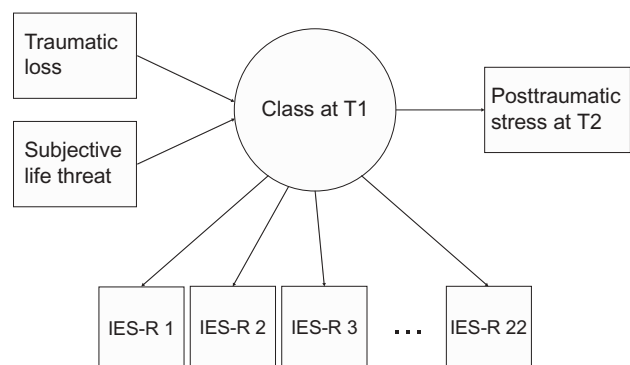 Traumatic
loss
Class at T1
Posttraumatic
stress at T2
Subjective
life threat
IES-R 1
IES-R 2
IES-R 3
...
IES-R 22